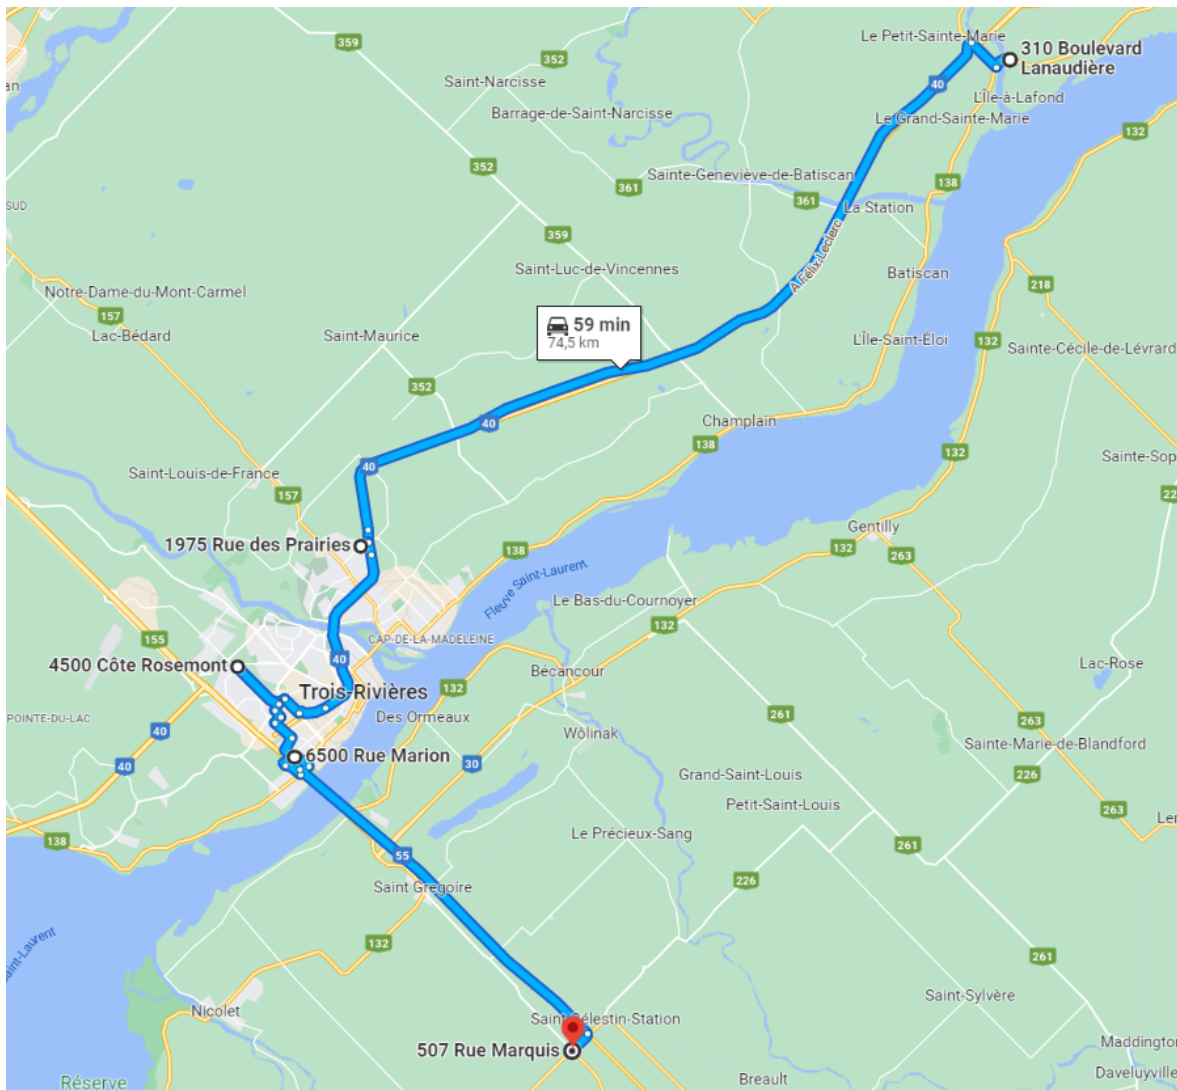 Le Petit-Sainte-Marie
310 Boulevard
Lanaudière
359
352
Saint-Narcisse
40
L'Île-à-Lafond
Barrage-de-Saint-Narcisse
Le Grand-Sainte-Marie
132
352
Sainte-Geneviève-de-Batiscan
361
138
361
La Station
359
A Félix-Leclerc
Saint-Luc-de-Vincennes
Batiscan
218
Notre-Dame-du-Mont-Carmel
157
59 min
74,5 km
Lac-Bédard
Saint-Maurice
L'Île-Saint-Éloi
132
Sainte-Cécile-de-Lévrard
352
40
Champlain
138
132
Sainte-Sop
40
Saint-Louis-de-France
157
22
Gentilly
1975 Rue des Prairies
138
132
263
Fleuve Saint-Laurent
Le Bas-du-Cournoyer
132
155
CAP-DE-LA-MADELEINE
4500 Côte Rosemont
40
Bécancour
Lac-Rose
Trois-Rivières
132
POINTE-DU-LAC
Des Ormeaux
261
263
40
Wôlinak
Sainte-Marie-de-Blandford
6500 Rue Marion
40
30
Grand-Saint-Louis
226
Petit-Saint-Louis
263
Ler
138
Le Précieux-Sang
261
55
Saint Grégoire
226
132
261
Saint-Laurent
Nicolet
Saint-Sylvère
Saint-Célestin-Station
507 Rue Marquis
Maddington
Daveluyville
Réserve
Breault